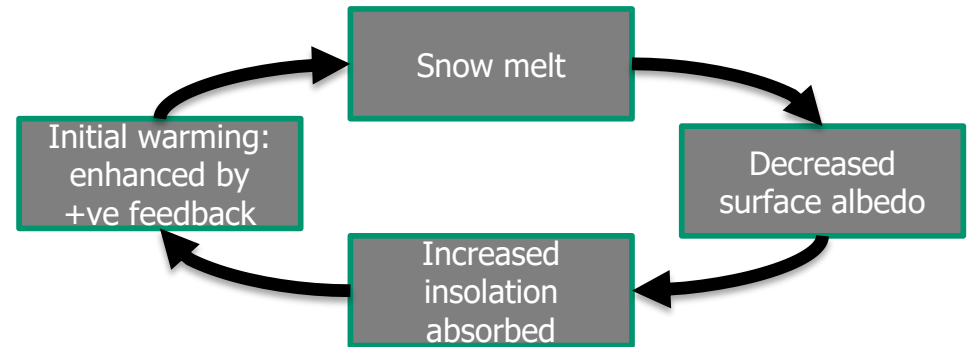 Snow melt
Initial warming:
enhanced by
+ve feedback
Decreased
surface albedo
Increased
insolation
absorbed